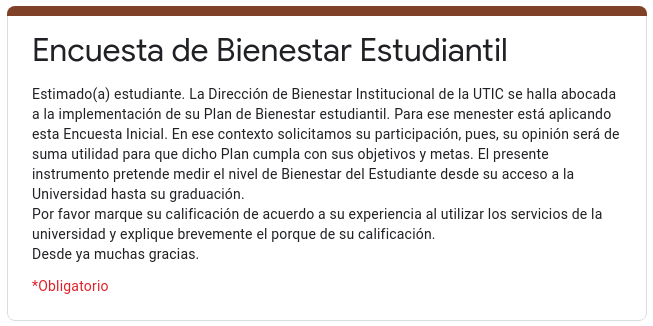 Encuesta de Bienestar Estudiantil
Estimado(a) estudiante. La Dirección de Bienestar Institucional de la UTIC se halla abocada
a la implementación de su Plan de Bienestar estudiantil. Para ese menester está aplicando
esta Encuesta Inicial. En ese contexto solicitamos su participación, pues, su opinión será de
suma utilidad para que dicho Plan cumpla con sus objetivos y metas. El presente
instrumento pretende medir el nivel de Bienestar del Estudiante desde su acceso a la
Universidad hasta su graduación.
Por favor marque su calificación de acuerdo a su experiencia al utilizar los servicios de la
universidad y explique brevemente el porque de su calificación.
Desde ya muchas gracias.
*Obligatorio